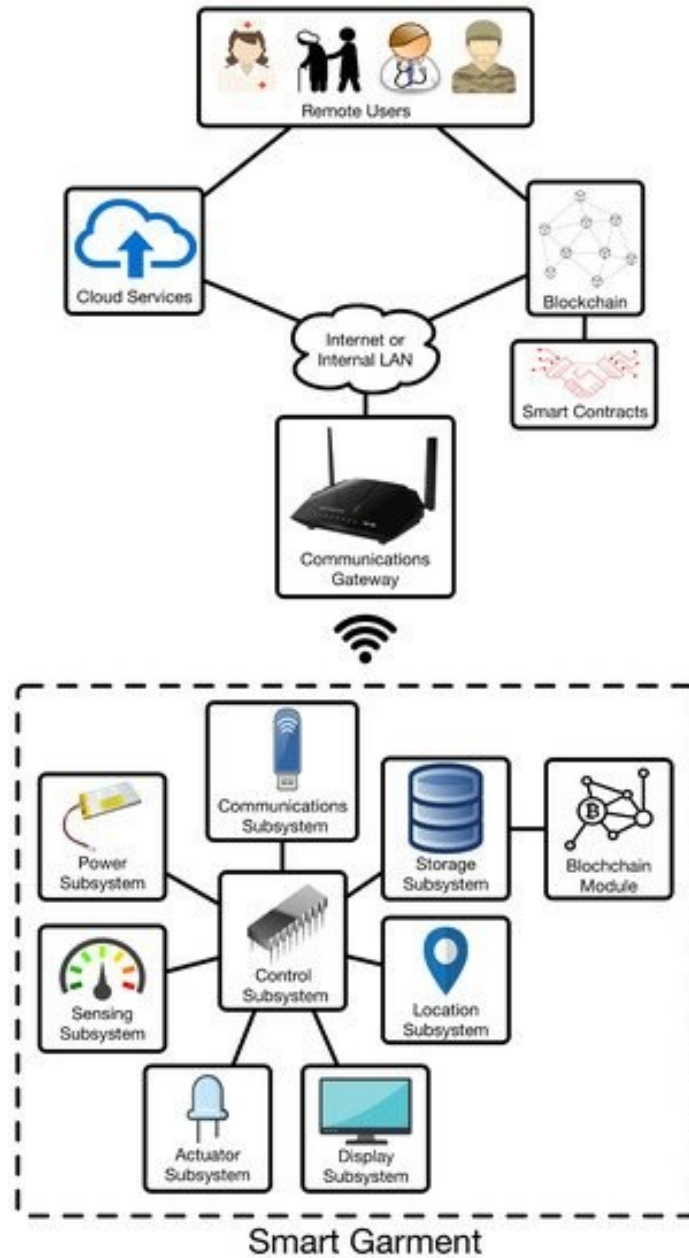 Remote Users
Cloud Services
Blockchain
Internet or
Internal LAN
Smart Contracts
Communications
Gateway
Communications
Subsystem
Power
Subsystem
Storage
Subsystem
Blochchain
Module
Control
Subsystem
Sensing
Subsystem
Location
Subsystem
Actuator
Subsystem
Display
Subsystem
Smart Garment